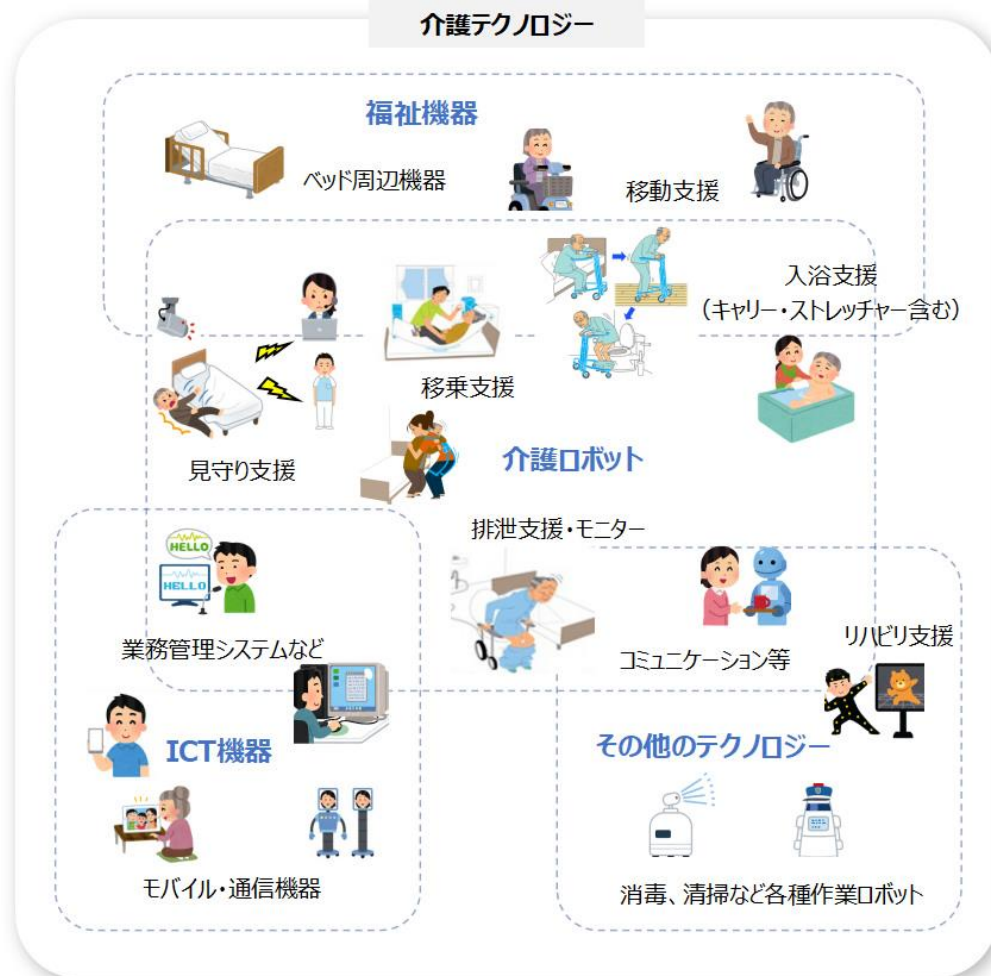 介護テクノロジー
福祉機器
ベッド周辺機器
移動支援
入浴支援
（キャリー・ストレッチャー含む）
移乗支援
見守り支援
介護ロボット
排泄支援・モニター
HELLO
HELLO
業務管理システムなど
コミュニケーション等
リハビリ支援
ICT機器
その他のテクノロジー
モバイル・通信機器
消毒、清掃など各種作業ロボット